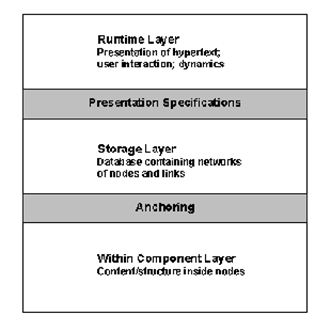 Runtime Layer
Presentation of hypertext;
user interaction; dynamics
Presentation Specifications
Storage Layer
Database containing networks
of nodes and links
Anchoring
Within Component Layer
Content/structure inside nodes